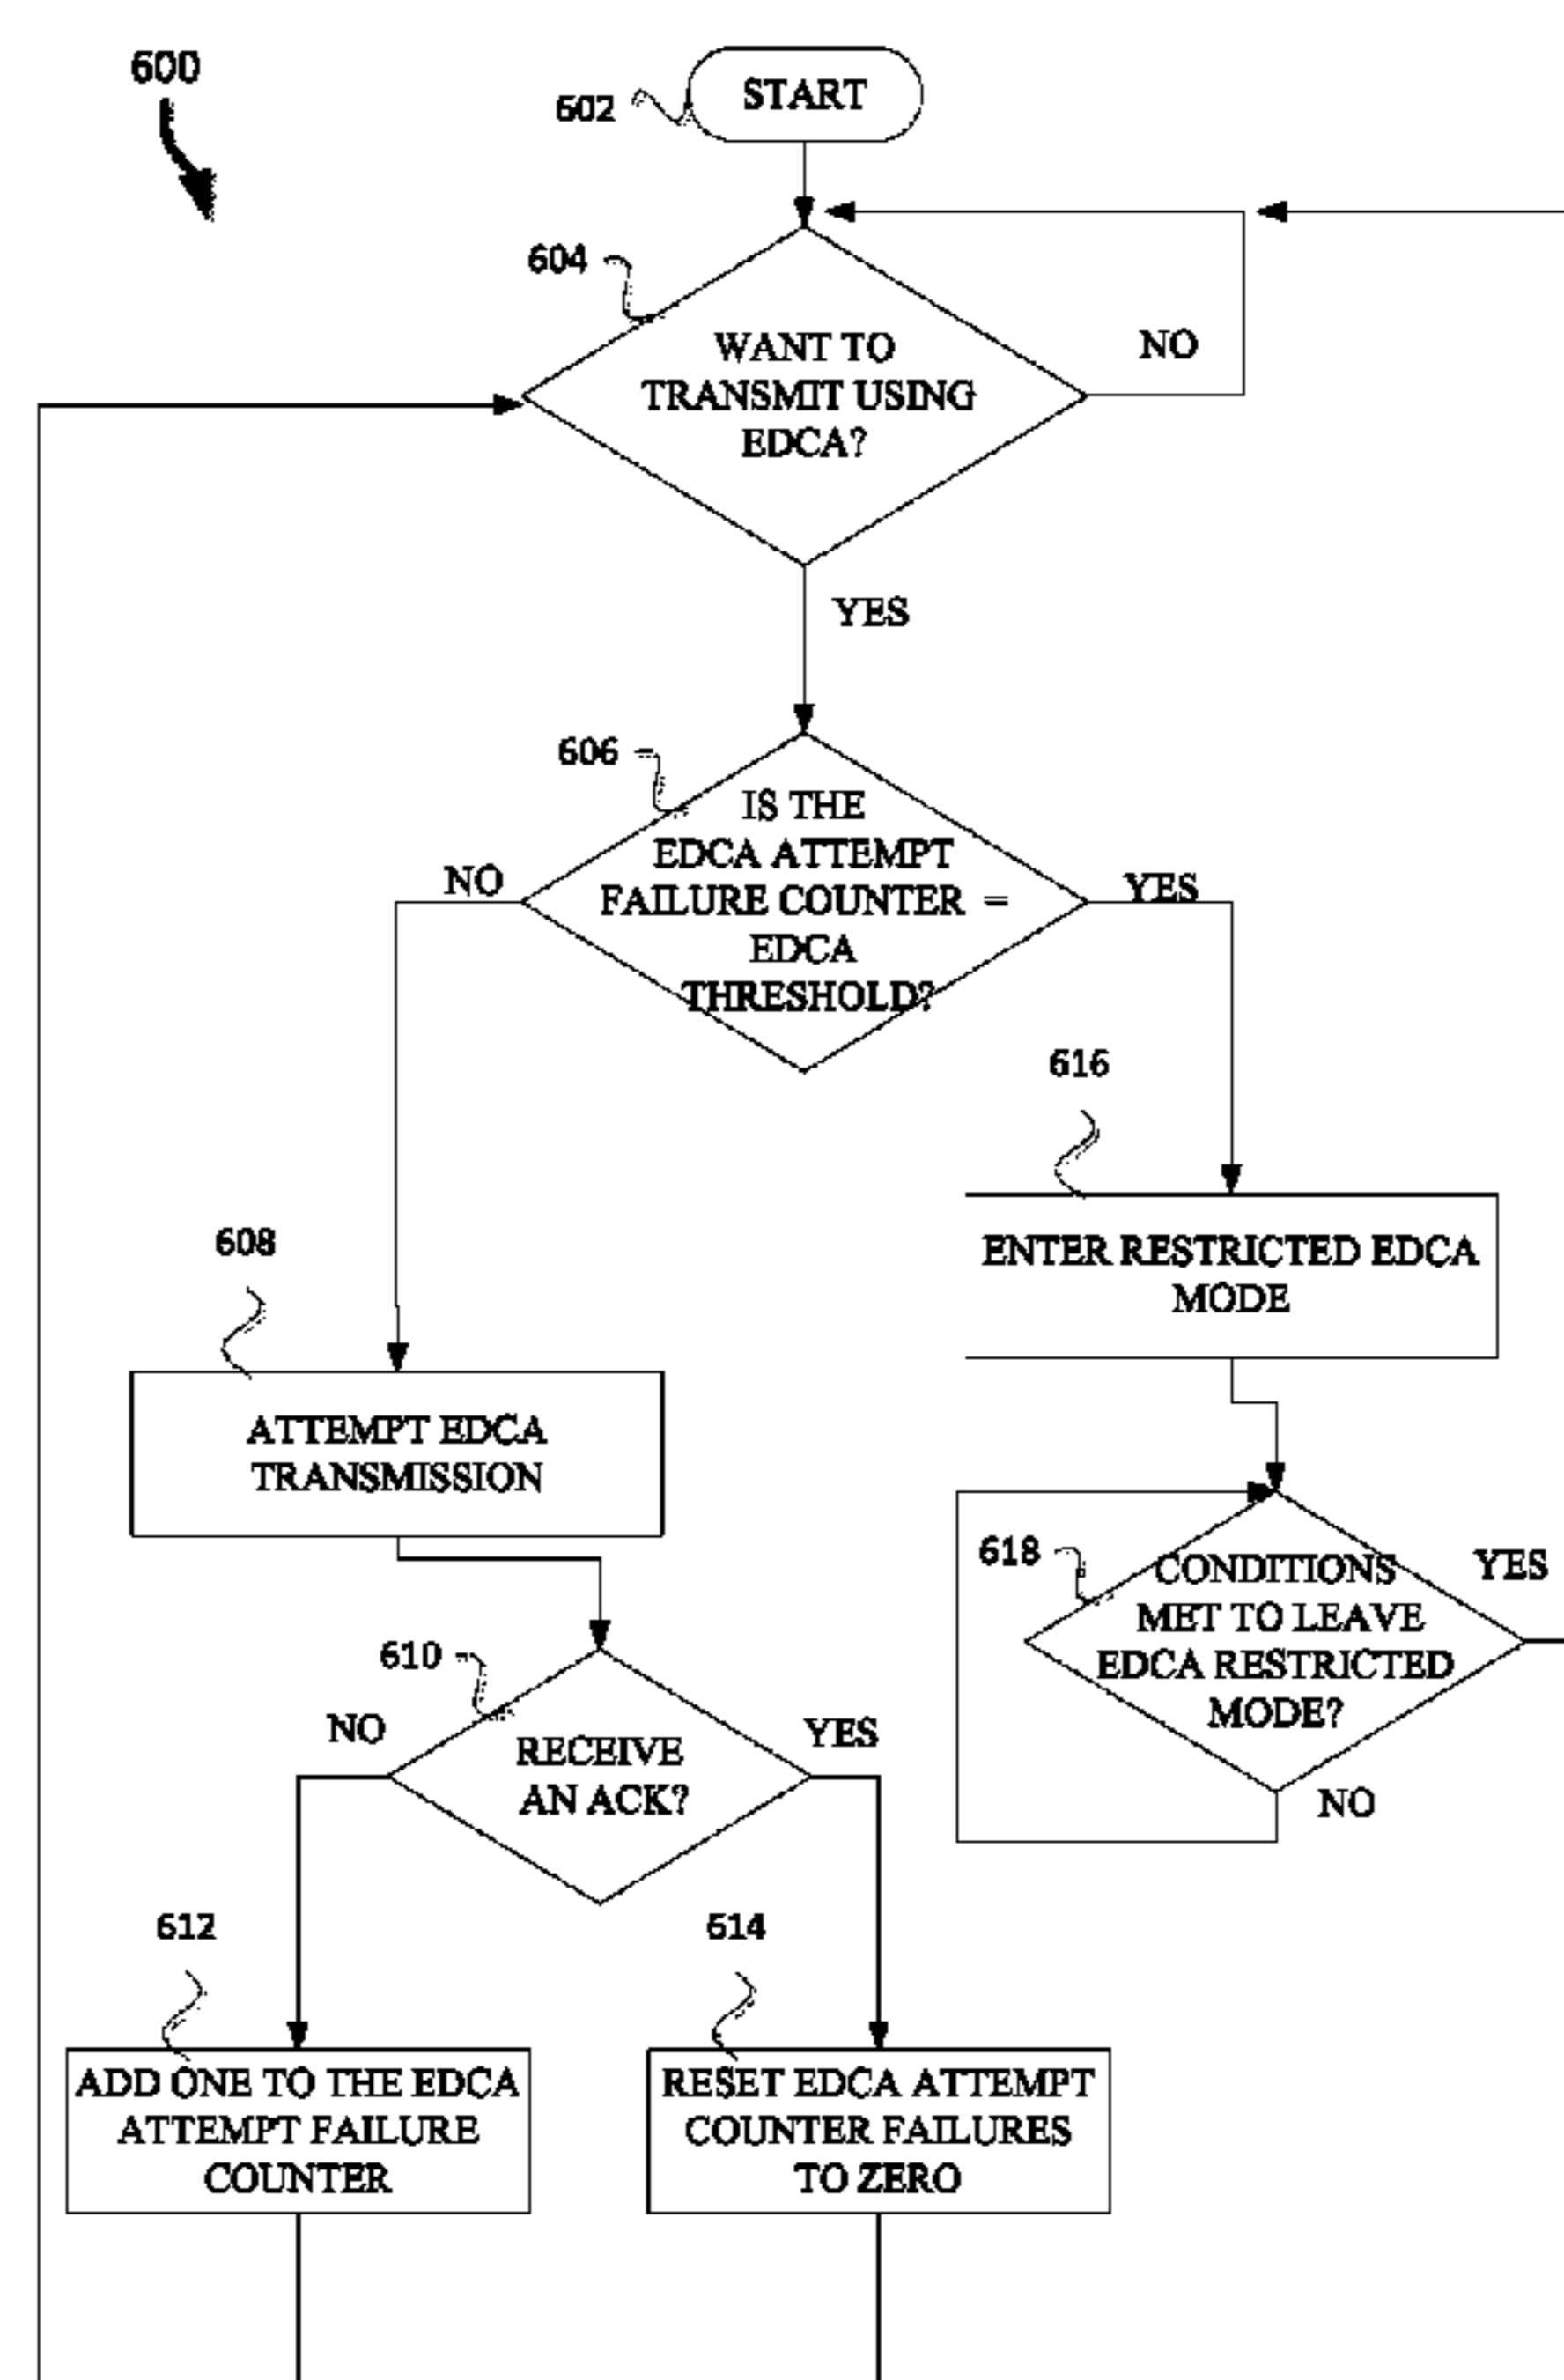 600
602
START
604
WANT TO
TRANSMIT USING
EDCA?
NO
YES
606
IS THE
EDCA ATTEMPT
FAILURE COUNTER =
EDCA
THRESHOLD?
NO
YES
616
ENTER RESTRICTED EDCA
MODE
608
ATTEMPT EDCA
TRANSMISSION
618
CONDITIONS
MET TO LEAVE
EDCA RESTRICTED
MODE?
YES
NO
610
RECEIVE
AN ACK?
NO
YES
612
ADD ONE TO THE EDCA
ATTEMPT FAILURE
COUNTER
614
RESET EDCA ATTEMPT
COUNTER FAILURES
TO ZERO